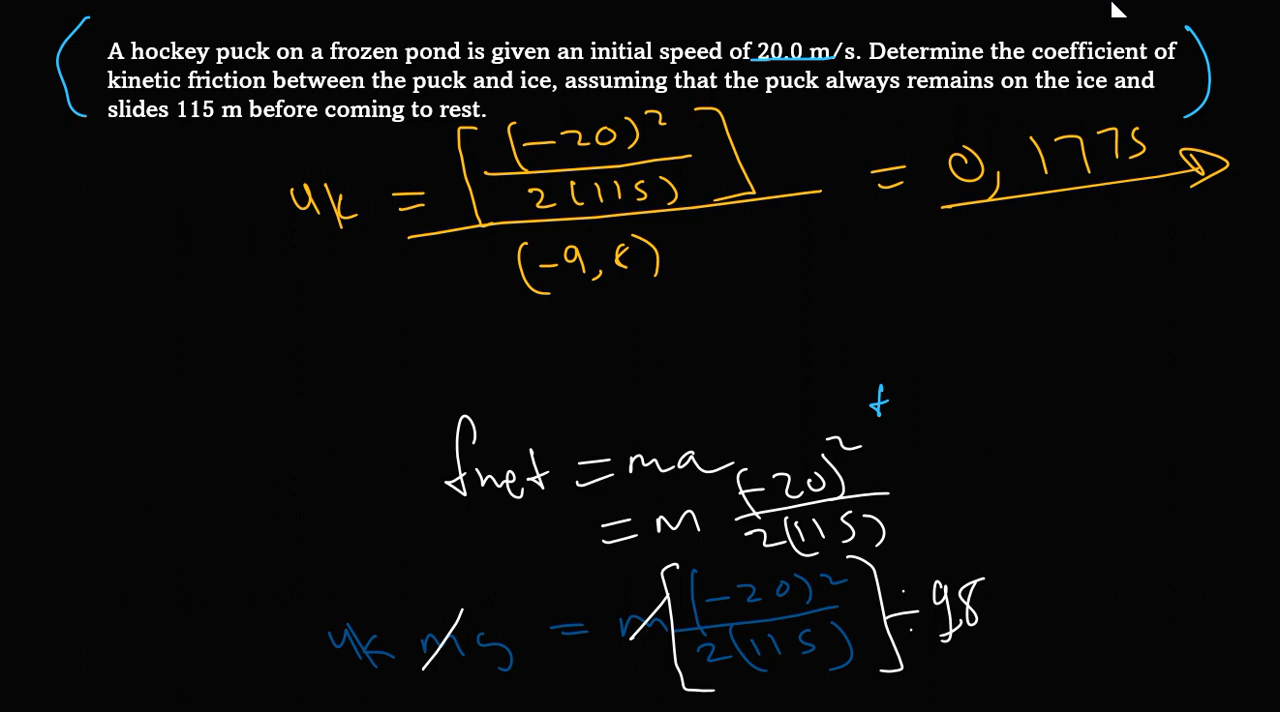 A hockey puck on a frozen pond is given an initial speed of 20.0 m/s. Determine the coefficient of
kinetic friction between the puck and ice, assuming that the puck always remains on the ice and
slides 115 m before coming to rest.
μk = [(-20)² / 2(115)] / (-9,8) = 0,1775
t
fnet = ma
= m (-20)² / 2(115)
μk mg = m [(-20)² / 2(115)] ÷ 9,8